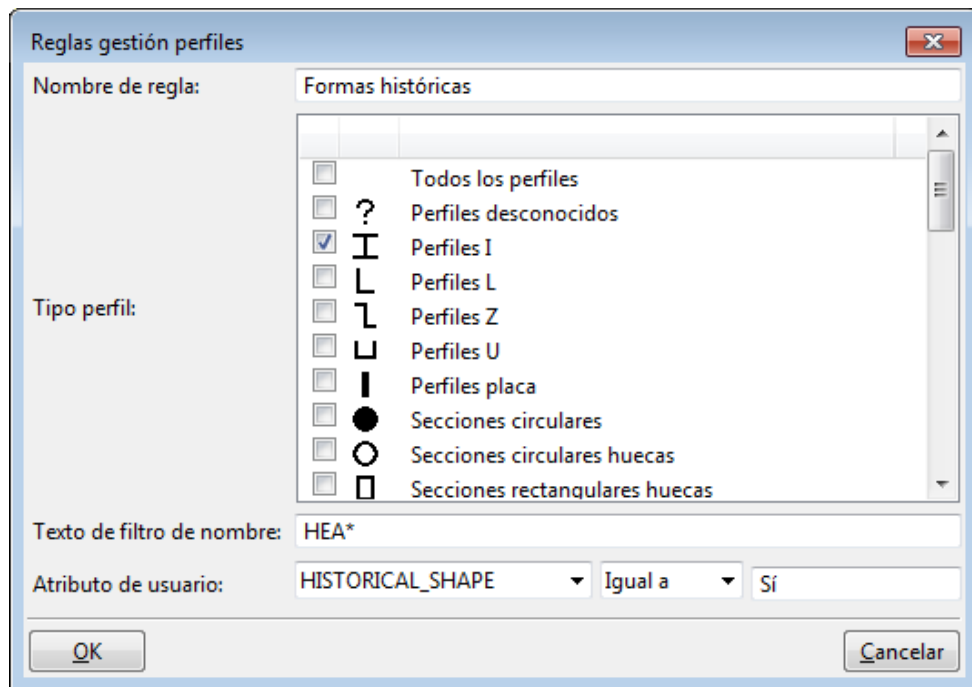 Reglas gestión perfiles
Nombre de regla: Formas históricas
Todos los perfiles
? Perfiles desconocidos
Perfiles I
Perfiles L
Perfiles Z
Tipo perfil:
Perfiles U
Perfiles placa
Secciones circulares
Secciones circulares huecas
Secciones rectangulares huecas
Texto de filtro de nombre: HEA*
Atributo de usuario: HISTORICAL_SHAPE Igual a Sí
OK Cancelar